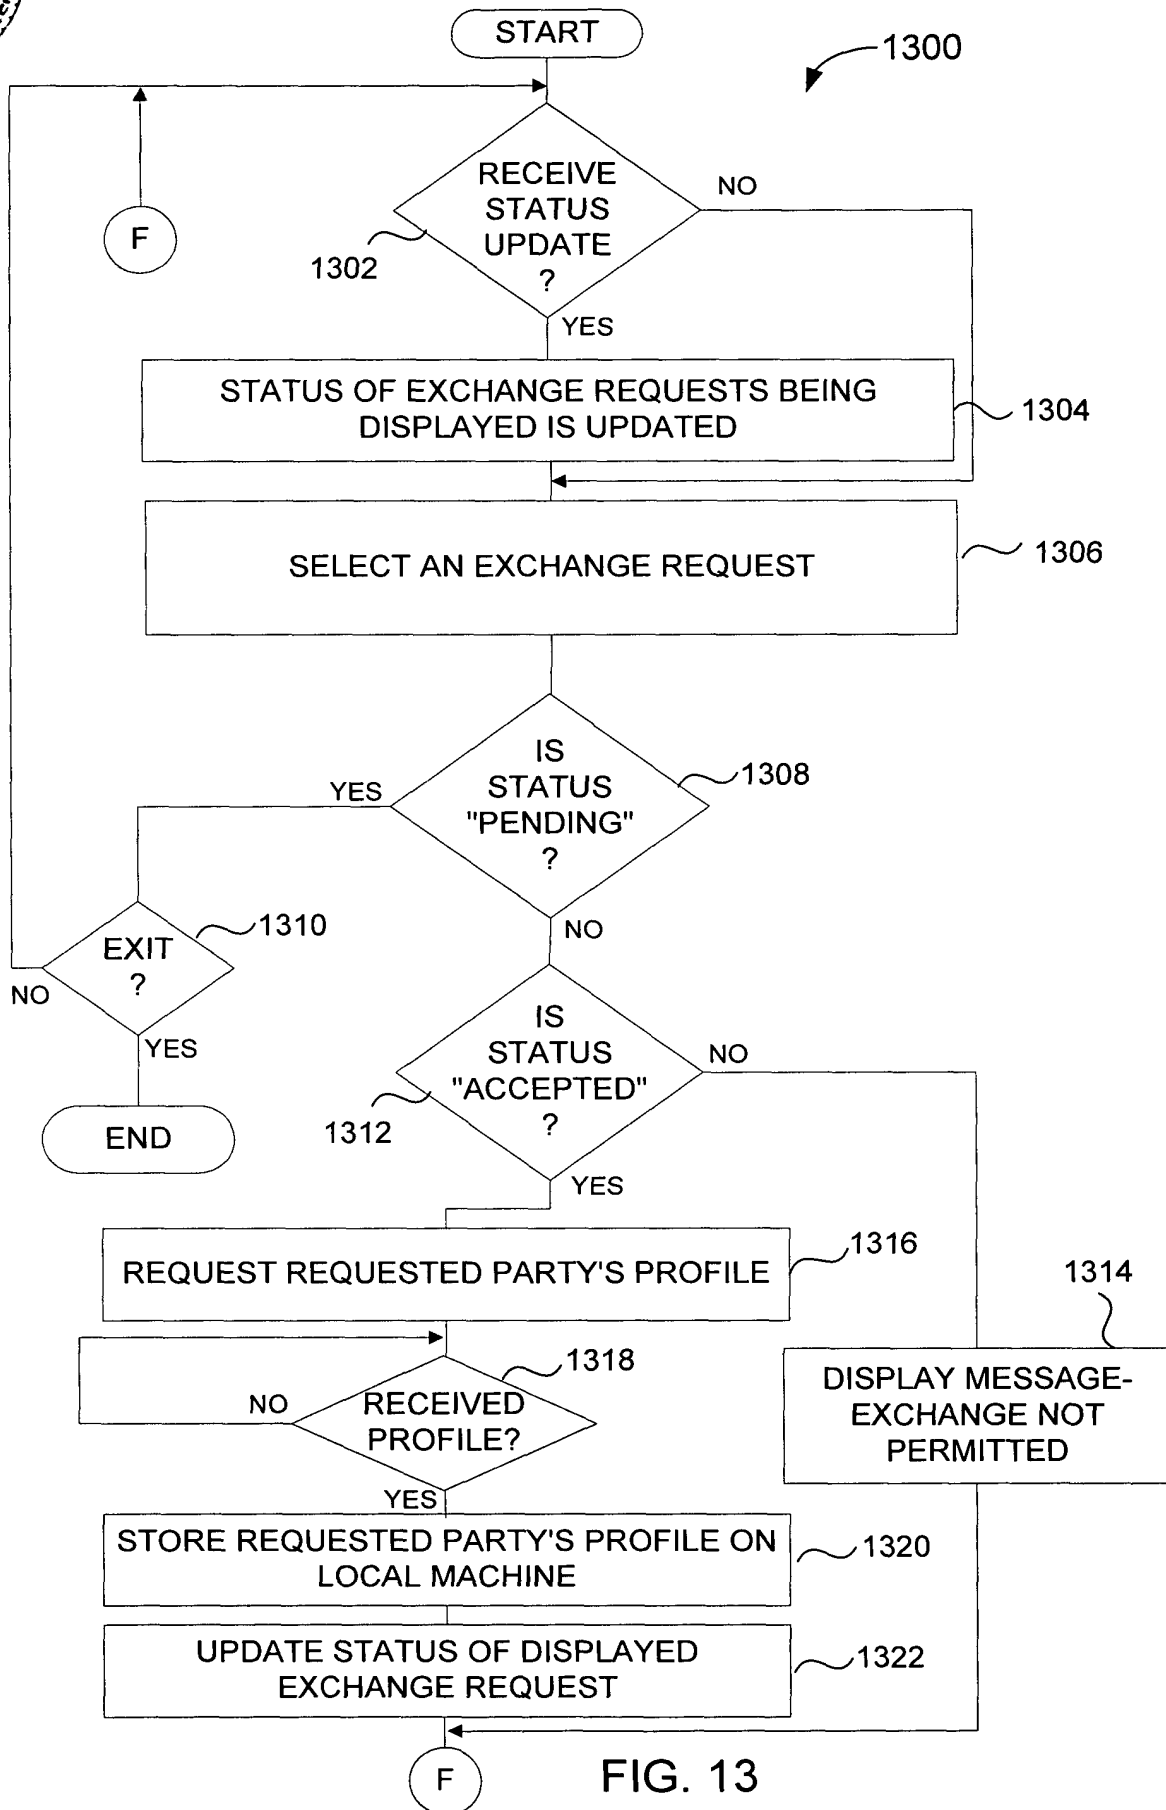 START
1300
RECEIVE
STATUS
UPDATE
?
NO
F
1302
YES
STATUS OF EXCHANGE REQUESTS BEING
DISPLAYED IS UPDATED
1304
SELECT AN EXCHANGE REQUEST
1306
IS
STATUS
"PENDING"
?
1308
YES
NO
EXIT
?
1310
NO
YES
END
IS
STATUS
"ACCEPTED"
?
NO
1312
YES
REQUEST REQUESTED PARTY'S PROFILE
1316
1314
DISPLAY MESSAGE-
EXCHANGE NOT
PERMITTED
RECEIVED
PROFILE?
1318
NO
YES
STORE REQUESTED PARTY'S PROFILE ON
LOCAL MACHINE
1320
UPDATE STATUS OF DISPLAYED
EXCHANGE REQUEST
1322
F
FIG. 13